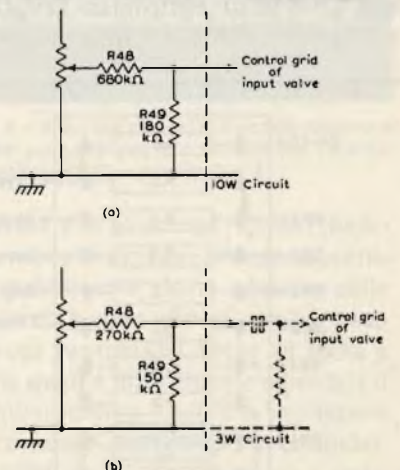 R48
680kΩ
Control grid
of
input valve
R49
180
kΩ
10W Circuit
(a)
R48
270kΩ
Control grid
of
input valve
R49
150
kΩ
3W Circuit
(b)